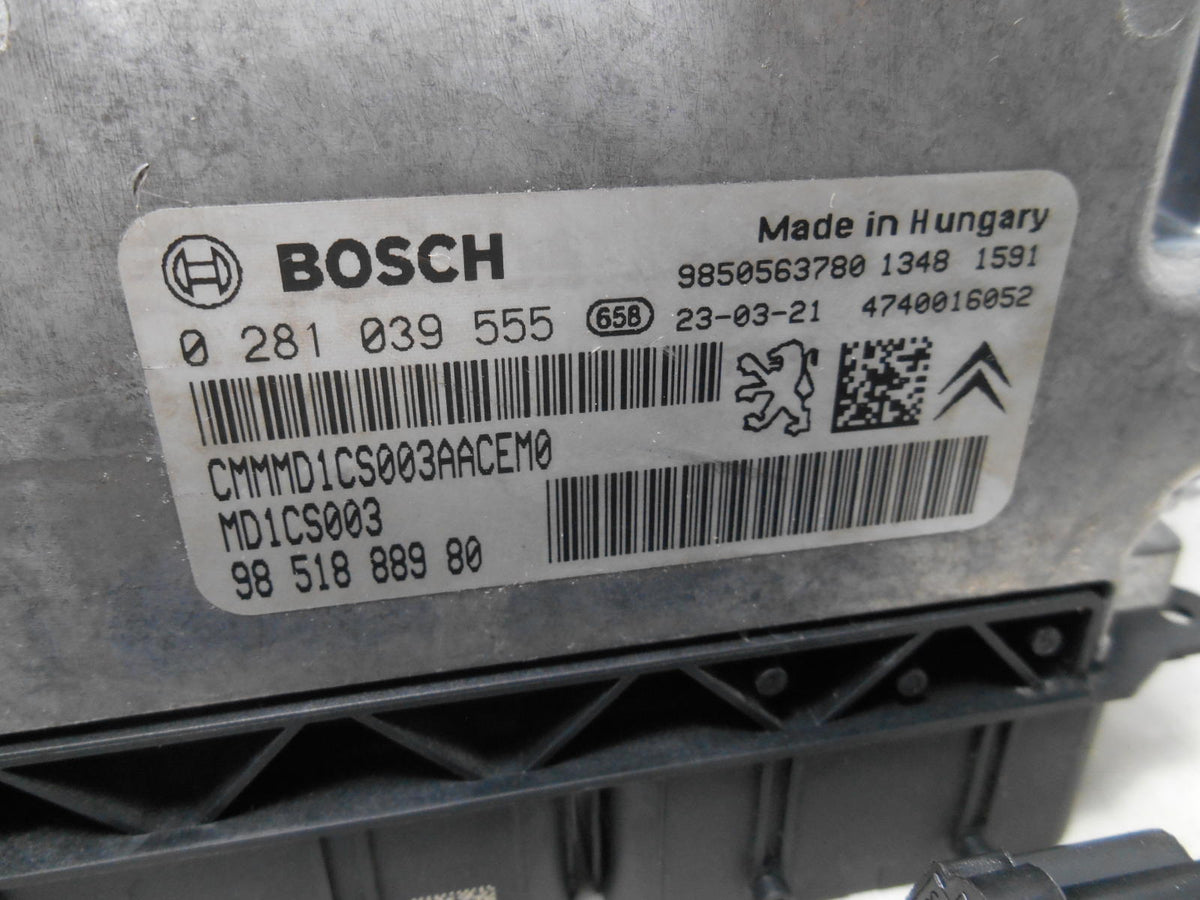 BOSCH
Made in Hungary
9850563780 1348 1591
0 281 039 555 658 23-03-21 4740016052
CMMMD1CS003AACEM0
MD1CS003
98 518 889 80